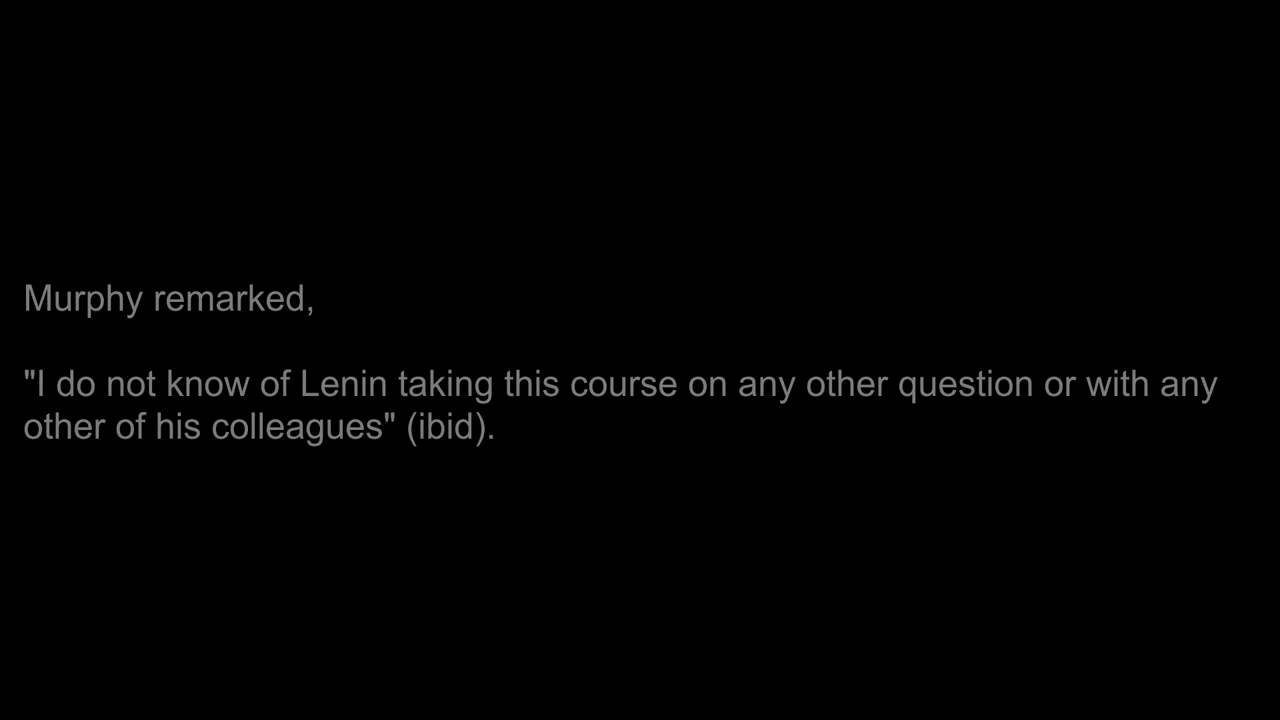 Murphy remarked,
"I do not know of Lenin taking this course on any other question or with any
other of his colleagues" (ibid).